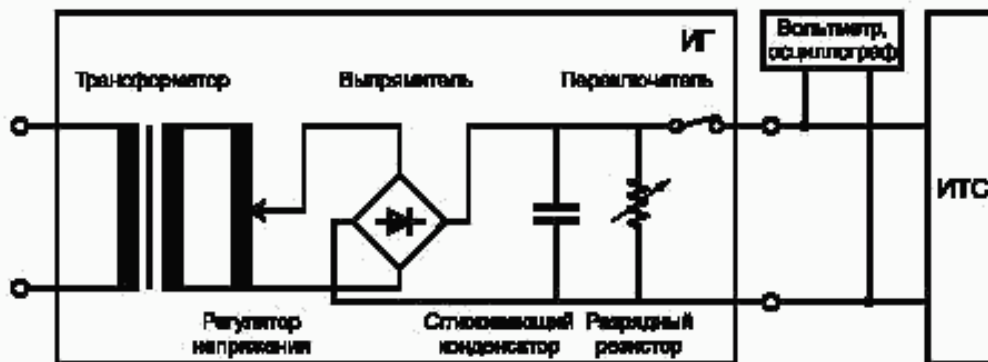 ИГ
Вольтметр,
осциллограф
Трансформатор
Выпрямитель
Переключатель
ИТС
Регулятор
напряжения
Сглаживающий
конденсатор
Разрядный
резистор